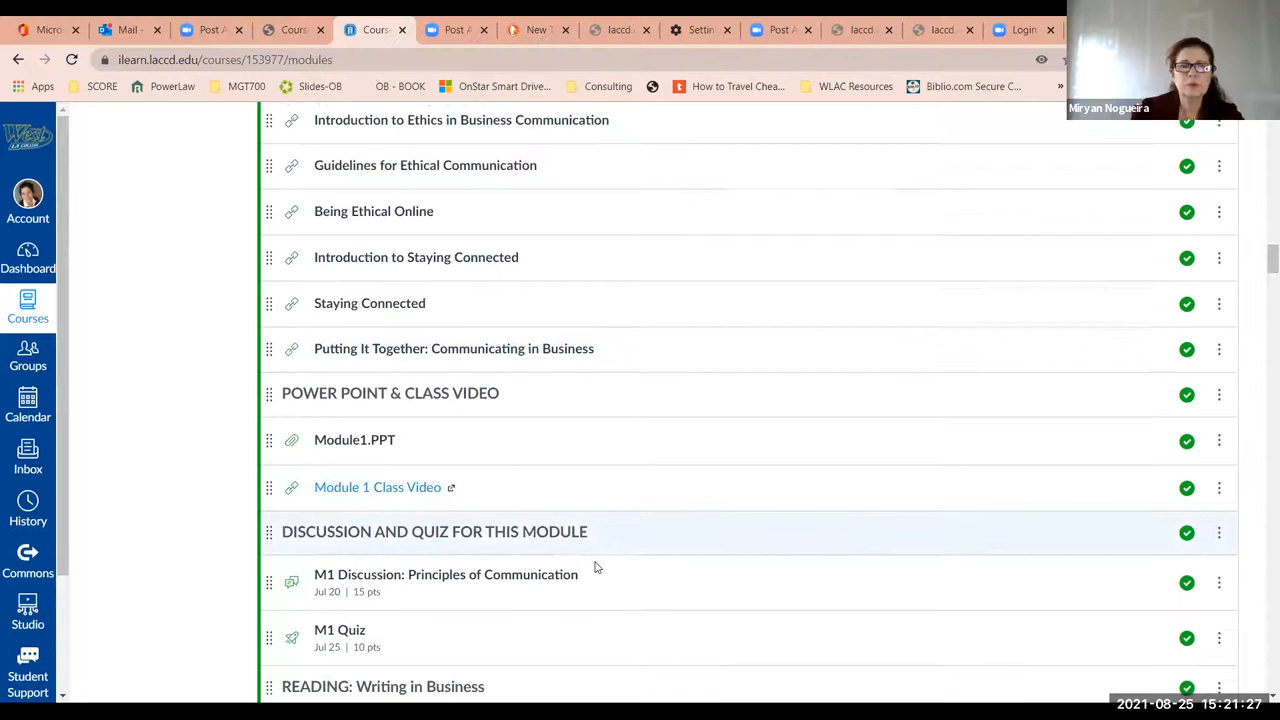 Micro
Mail -
Post A
Cours
Cours
Post A
New T
laccd.
Settin
Post A
laccd
laccd
Login
ilearn.laccd.edu/courses/153977/modules
Apps
SCORE
PowerLaw
MGT700
Slides-OB
OB - BOOK
OnStar Smart Drive...
Consulting
How to Travel Chea...
WLAC Resources
Biblio.com Secure C...
»
Miryan Nogueira
West
L.A. COLLEGE
Account
Dashboard
Courses
Groups
Calendar
Inbox
History
Commons
Studio
Student
Support
Introduction to Ethics in Business Communication
Guidelines for Ethical Communication
Being Ethical Online
Introduction to Staying Connected
Staying Connected
Putting It Together: Communicating in Business
POWER POINT & CLASS VIDEO
Module1.PPT
Module 1 Class Video
DISCUSSION AND QUIZ FOR THIS MODULE
M1 Discussion: Principles of Communication
Jul 20 | 15 pts
M1 Quiz
Jul 25 | 10 pts
READING: Writing in Business
2021-08-25 15:21:27